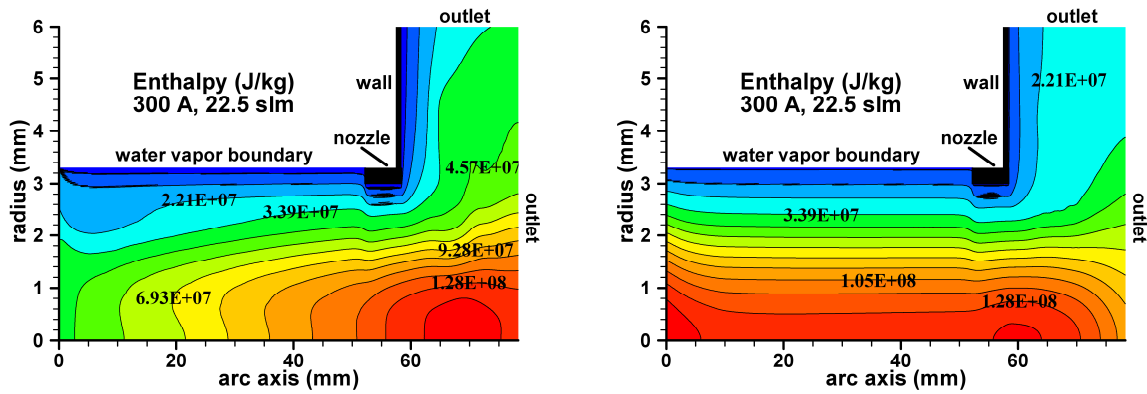 outlet
6
5
4
3
2
1
0
radius (mm)
Enthalpy (J/kg)
300 A, 22.5 slm
wall
nozzle
water vapor boundary
4.57E+07
2.21E+07
3.39E+07
9.28E+07
1.28E+08
6.93E+07
outlet
0
20
40
60
arc axis (mm)
outlet
6
5
4
3
2
1
0
radius (mm)
Enthalpy (J/kg)
300 A, 22.5 slm
wall
2.21E+07
nozzle
water vapor boundary
3.39E+07
1.05E+08
1.28E+08
outlet
0
20
40
60
arc axis (mm)